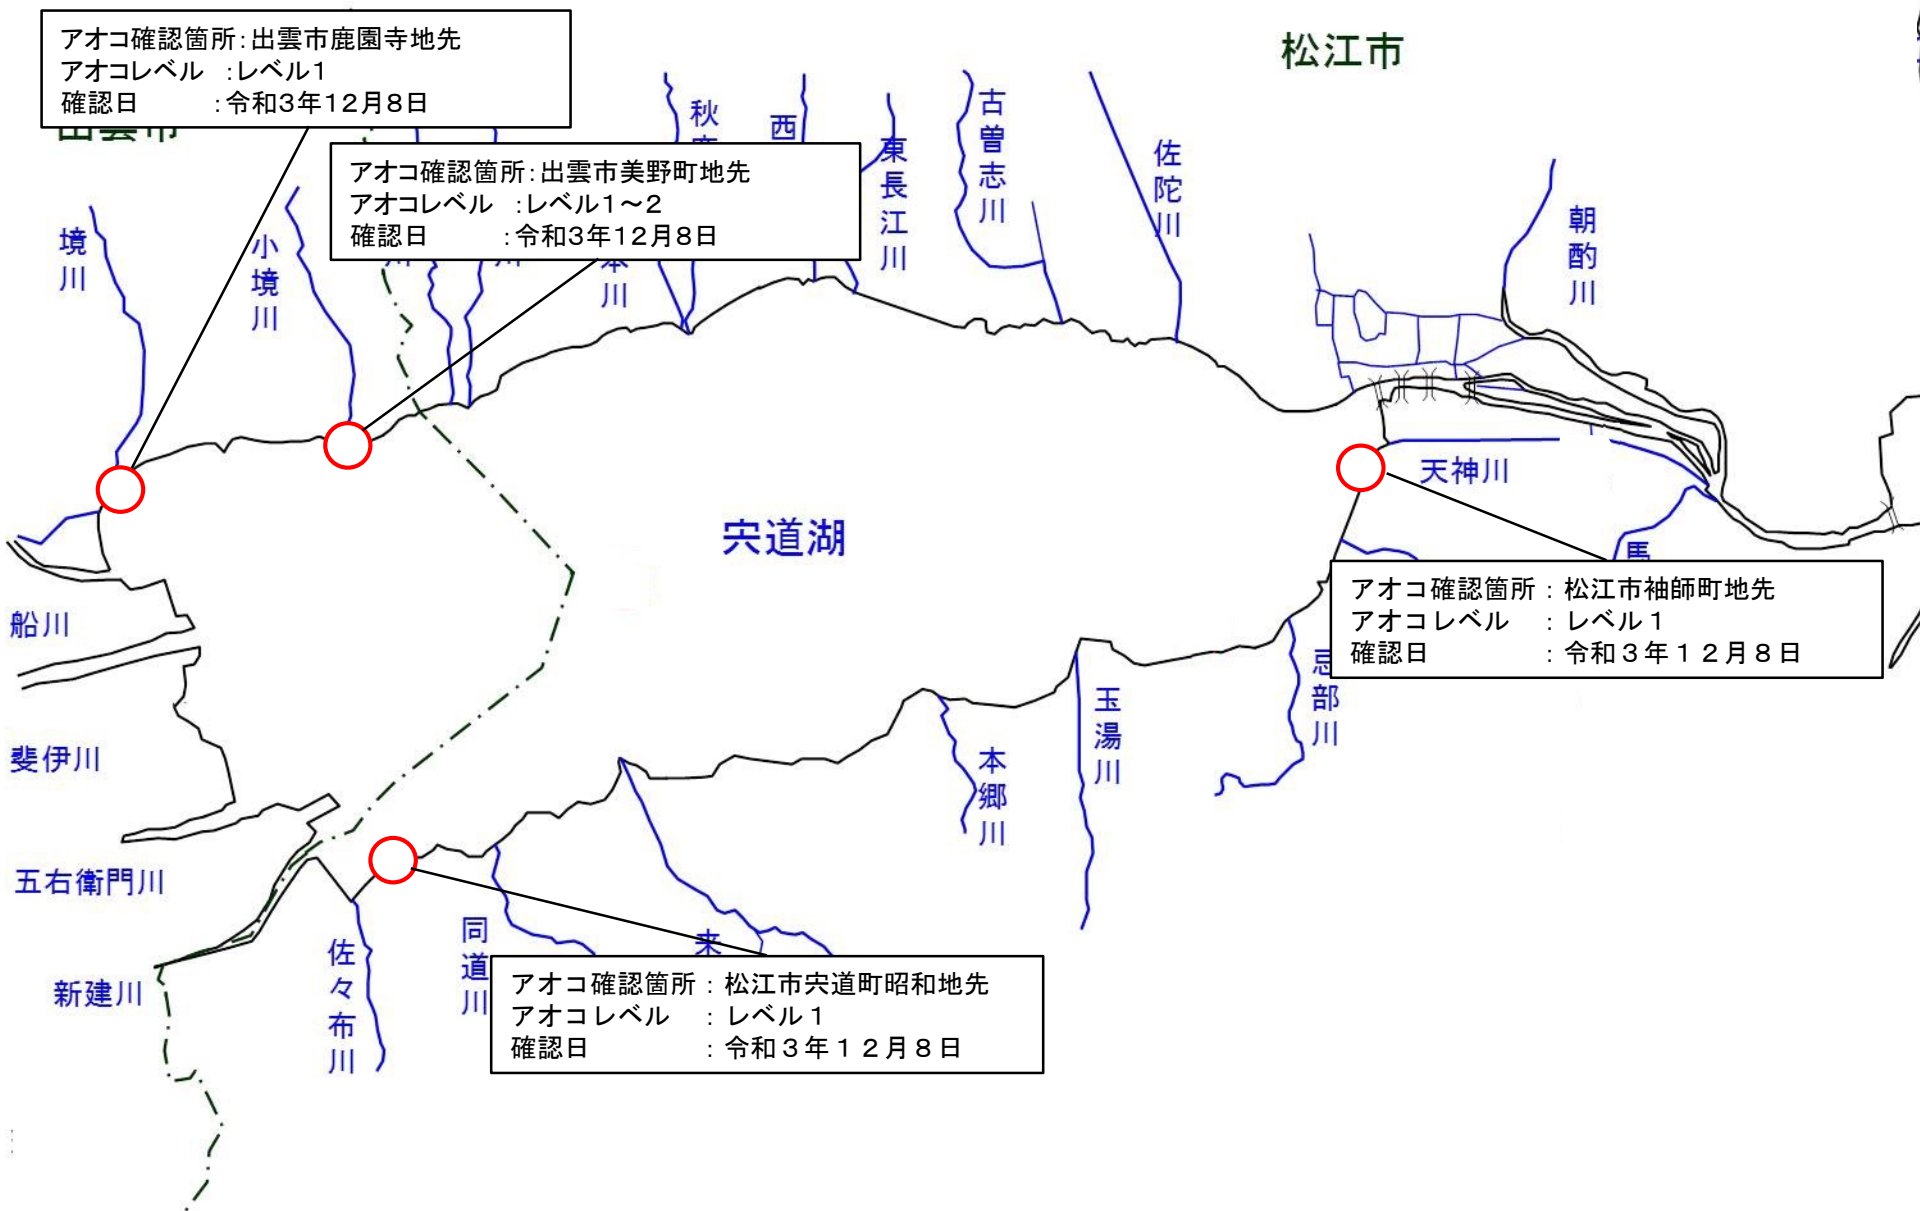 アオコ確認箇所：出雲市鹿園寺地先
アオコレベル ：レベル1
確認日 ：令和3年12月8日
出雲市
松江市
アオコ確認箇所：出雲市美野町地先
アオコレベル ：レベル1～2
確認日 ：令和3年12月8日
境川
小境川
川
川
本川
秋
西
東長江川
古曽志川
佐陀川
朝酌川
天神川
宍道湖
馬
アオコ確認箇所：松江市袖師町地先
アオコレベル ：レベル１
確認日 ：令和３年１２月８日
船川
斐伊川
五右衛門川
新建川
佐々布川
同道川
来
本郷川
玉湯川
忌部川
アオコ確認箇所：松江市宍道町昭和地先
アオコレベル ：レベル１
確認日 ：令和３年１２月８日